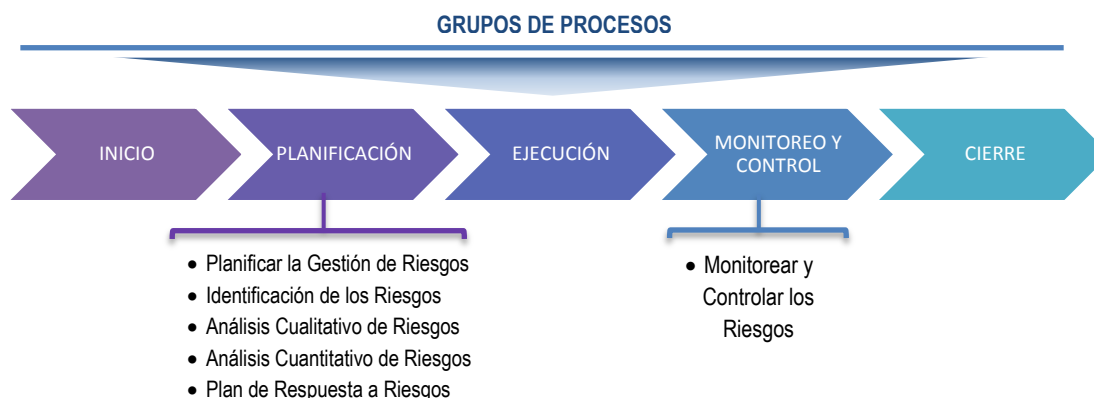 GRUPOS DE PROCESOS
INICIO
PLANIFICACIÓN
EJECUCIÓN
MONITOREO Y
CONTROL
CIERRE
• Planificar la Gestión de Riesgos
• Identificación de los Riesgos
• Análisis Cualitativo de Riesgos
• Análisis Cuantitativo de Riesgos
• Plan de Respuesta a Riesgos
• Monitorear y
Controlar los
Riesgos